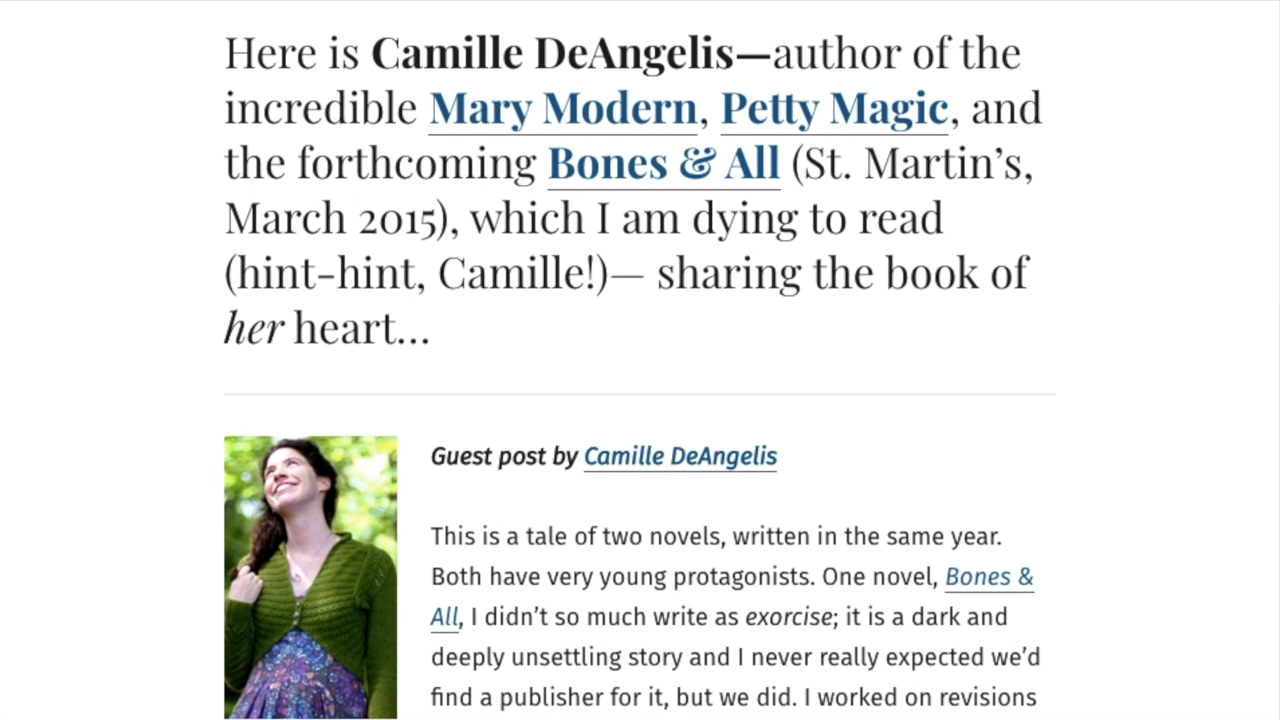 Here is Camille DeAngelis—author of the
incredible Mary Modern, Petty Magic, and
the forthcoming Bones & All (St. Martin’s,
March 2015), which I am dying to read
(hint-hint, Camille!)— sharing the book of
her heart…
Guest post by Camille DeAngelis
This is a tale of two novels, written in the same year.
Both have very young protagonists. One novel, Bones &
All, I didn’t so much write as exorcise; it is a dark and
deeply unsettling story and I never really expected we’d
find a publisher for it, but we did. I worked on revisions